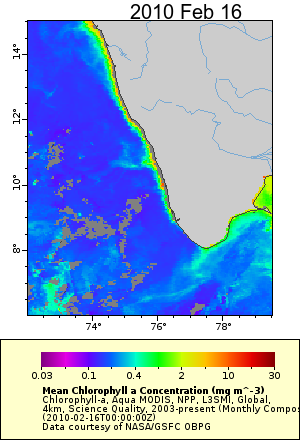 2010 Feb 16
14°
12°
10°
8°
74°
76°
78°
0.03
0.1
0.4
2
10
30
Mean Chlorophyll a Concentration (mg m^-3)
Chlorophyll-a, Aqua MODIS, NPP, L3SMI, Global,
4km, Science Quality, 2003-present (Monthly Compos
(2010-02-16T00:00:00Z)
Data courtesy of NASA/GSFC OBPG